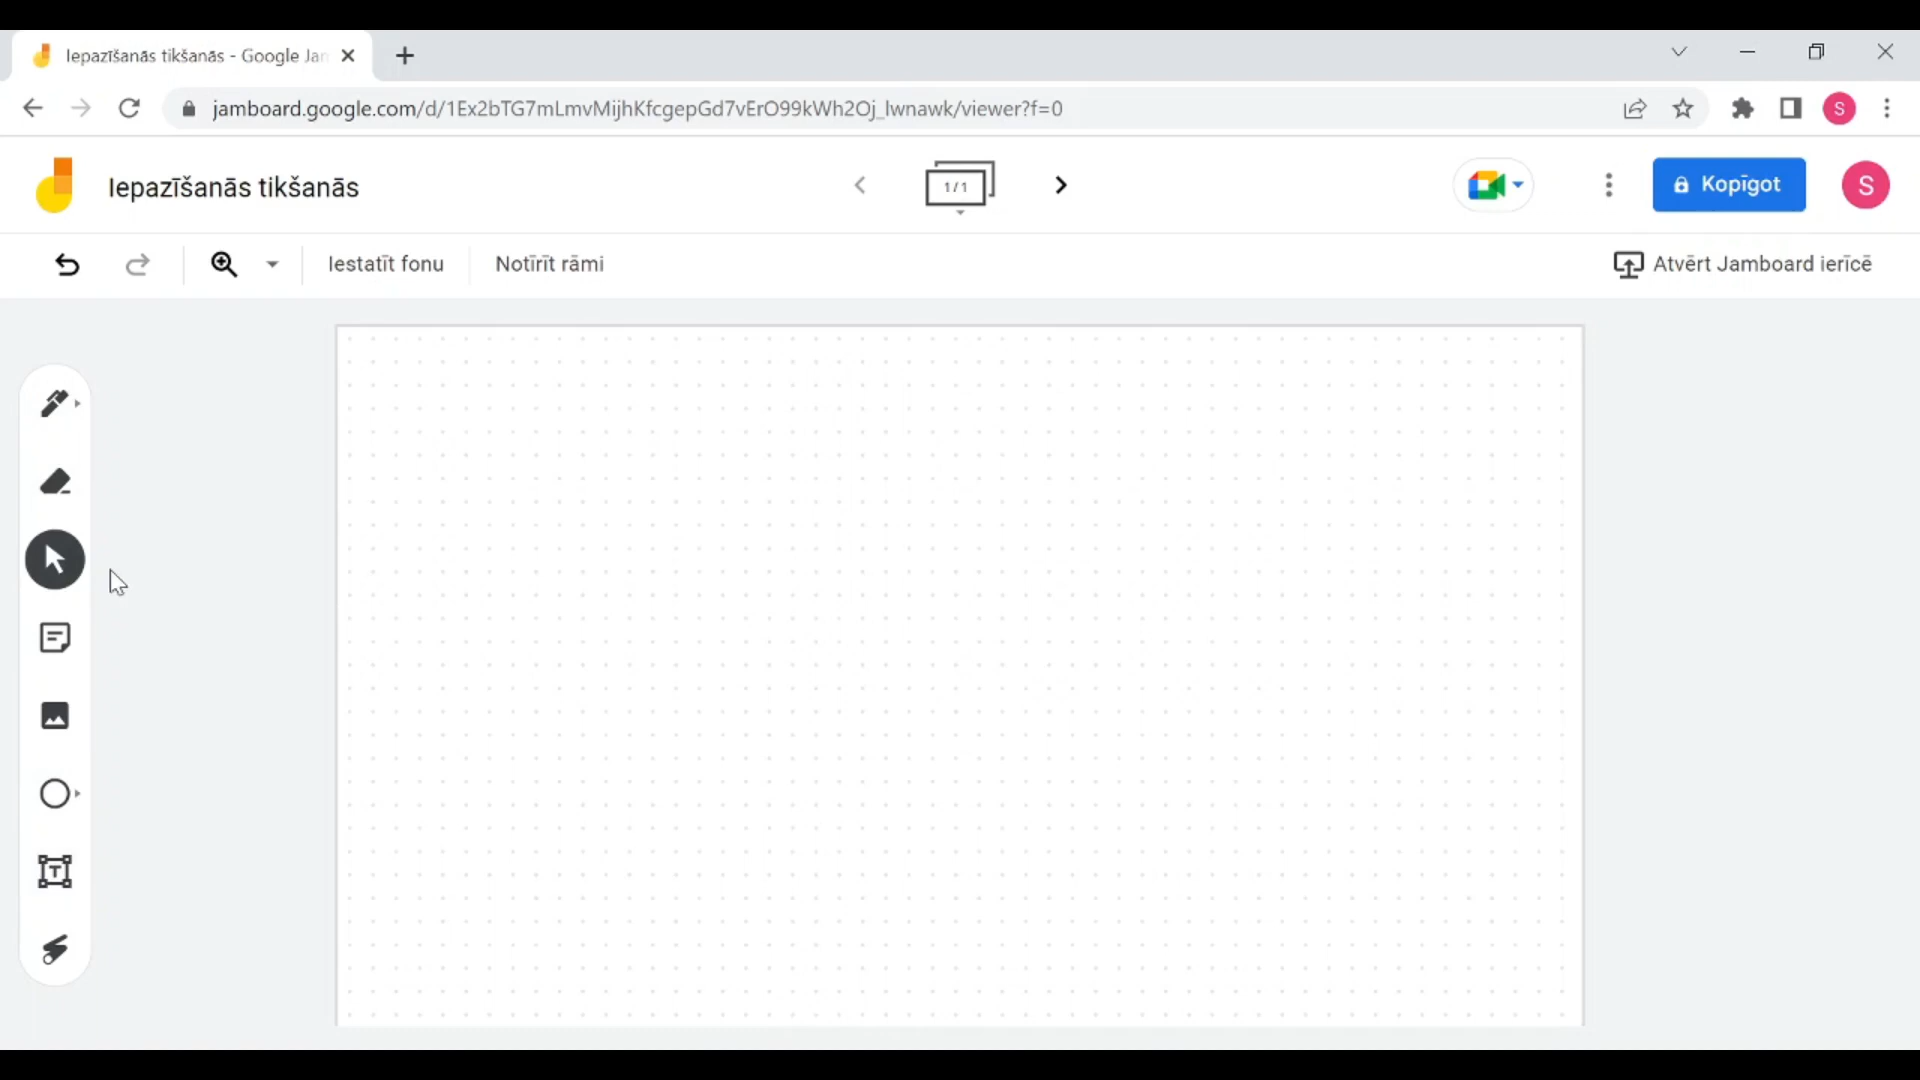 Iepazīšanās tikšanās - Google Jam
jamboard.google.com/d/1Ex2bTG7mLmvMijhKfcgepGd7vErO99kWh2Oj_lwnawk/viewer?f=0
S
Iepazīšanās tikšanās
1/1
Kopīgot
S
Iestatīt fonu
Notīrīt rāmi
Atvērt Jamboard ierīcē
T